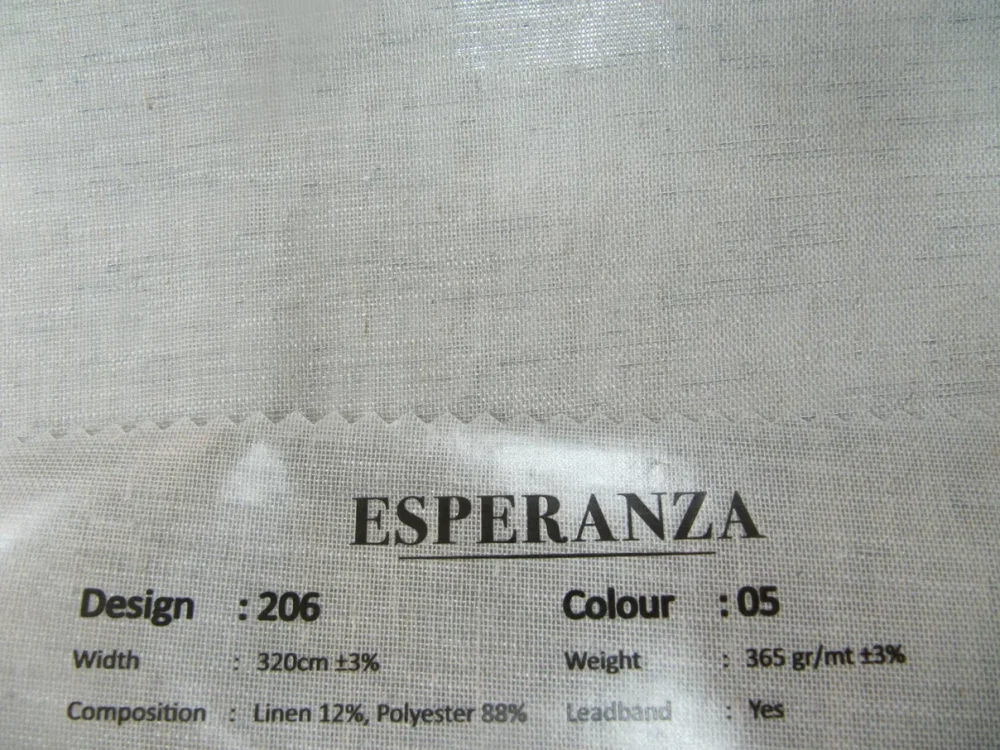 ESPERANZA
Design : 206 Colour : 05
Width : 320cm ±3% Weight : 365 gr/mt ±3%
Composition : Linen 12%, Polyester 88% Leadband : Yes